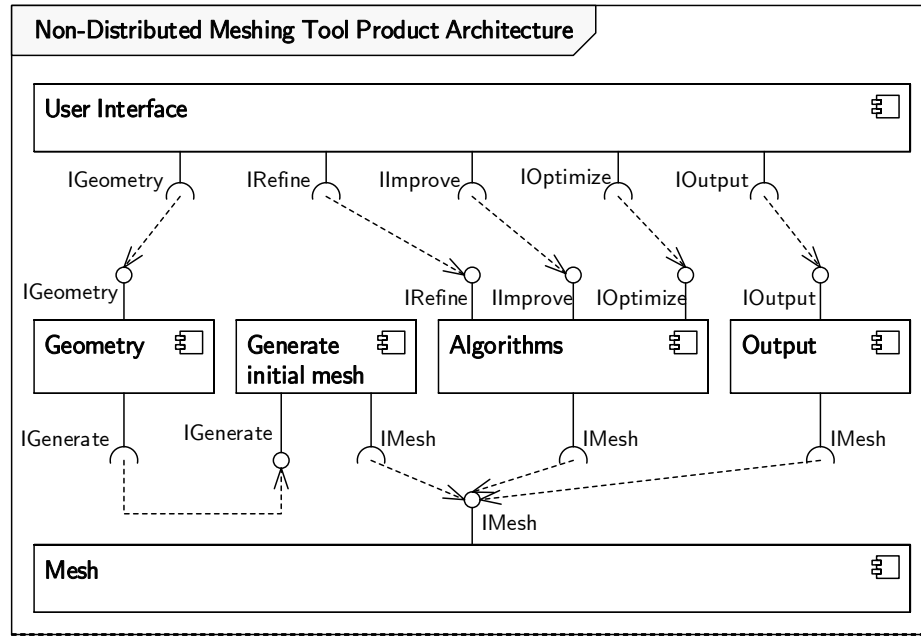 Non-Distributed Meshing Tool Product Architecture
User Interface
IGeometry
IRefine
IImprove
IOptimize
IOutput
IGeometry
IRefine
IImprove
IOptimize
IOutput
Geometry
Generate
initial mesh
Algorithms
Output
IGenerate
IGenerate
IMesh
IMesh
IMesh
IMesh
Mesh